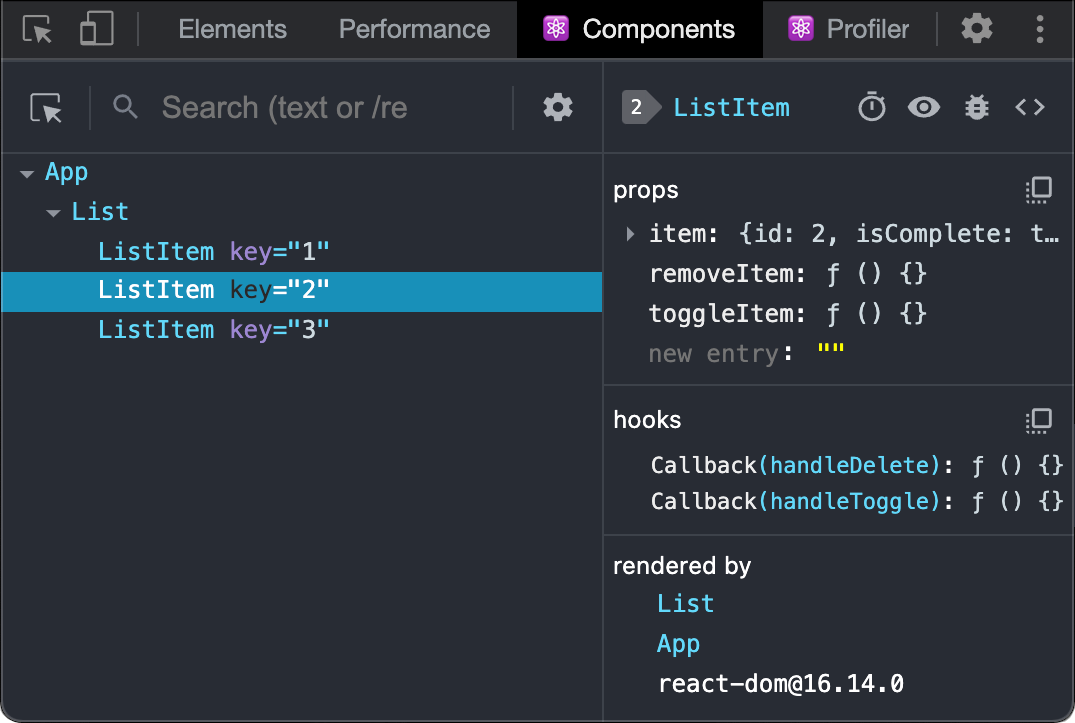 Elements Performance Components Profiler
Search (text or /re
2 ListItem
App
List
ListItem key="1"
ListItem key="2"
ListItem key="3"
props
item: {id: 2, isComplete: t…
removeItem: ƒ () {}
toggleItem: ƒ () {}
new entry: ""
hooks
Callback(handleDelete): ƒ () {}
Callback(handleToggle): ƒ () {}
rendered by
List
App
react-dom@16.14.0